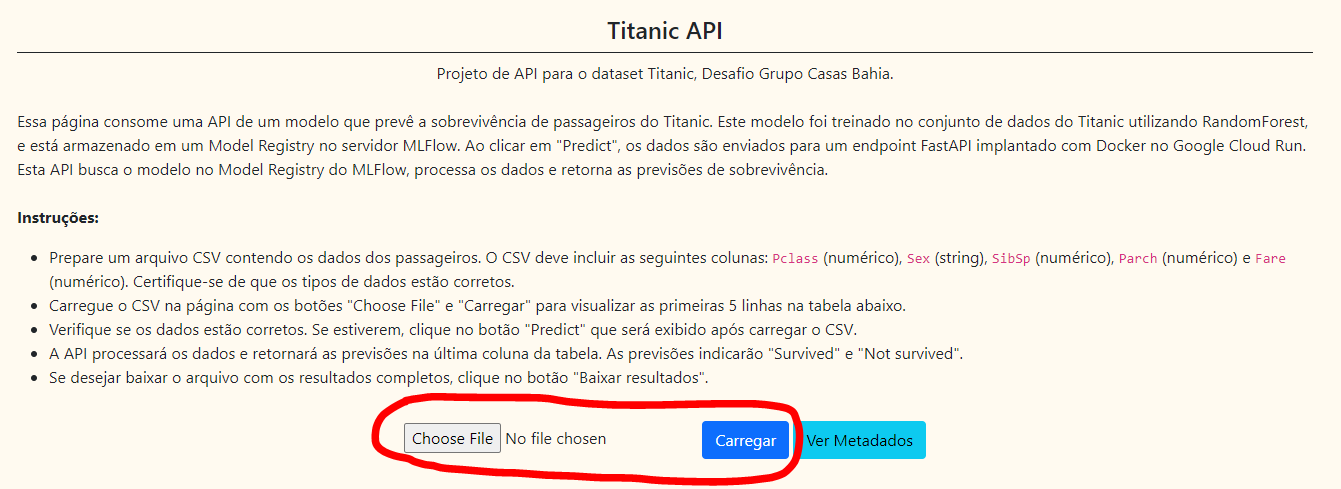 Titanic API
Projeto de API para o dataset Titanic, Desafio Grupo Casas Bahia.
Essa página consome uma API de um modelo que prevê a sobrevivência de passageiros do Titanic. Este modelo foi treinado no conjunto de dados do Titanic utilizando RandomForest,
e está armazenado em um Model Registry no servidor MLFlow. Ao clicar em "Predict", os dados são enviados para um endpoint FastAPI implantado com Docker no Google Cloud Run.
Esta API busca o modelo no Model Registry do MLFlow, processa os dados e retorna as previsões de sobrevivência.
Instruções:
• Prepare um arquivo CSV contendo os dados dos passageiros. O CSV deve incluir as seguintes colunas: Pclass (numérico), Sex (string), SibSp (numérico), Parch (numérico) e Fare
(numérico). Certifique-se de que os tipos de dados estão corretos.
• Carregue o CSV na página com os botões "Choose File" e "Carregar" para visualizar as primeiras 5 linhas na tabela abaixo.
• Verifique se os dados estão corretos. Se estiverem, clique no botão "Predict" que será exibido após carregar o CSV.
• A API processará os dados e retornará as previsões na última coluna da tabela. As previsões indicarão "Survived" e "Not survived".
• Se desejar baixar o arquivo com os resultados completos, clique no botão "Baixar resultados".
Choose File No file chosen Carregar Ver Metadados